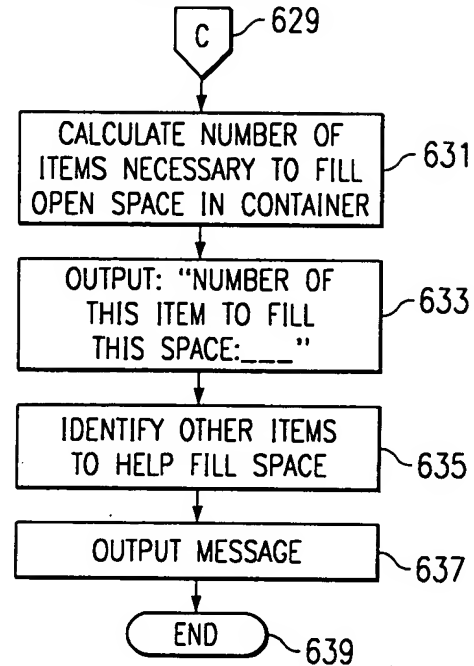 C
629
CALCULATE NUMBER OF
ITEMS NECESSARY TO FILL
OPEN SPACE IN CONTAINER
631
OUTPUT: "NUMBER OF
THIS ITEM TO FILL
THIS SPACE:___"
633
IDENTIFY OTHER ITEMS
TO HELP FILL SPACE
635
OUTPUT MESSAGE
637
END
639